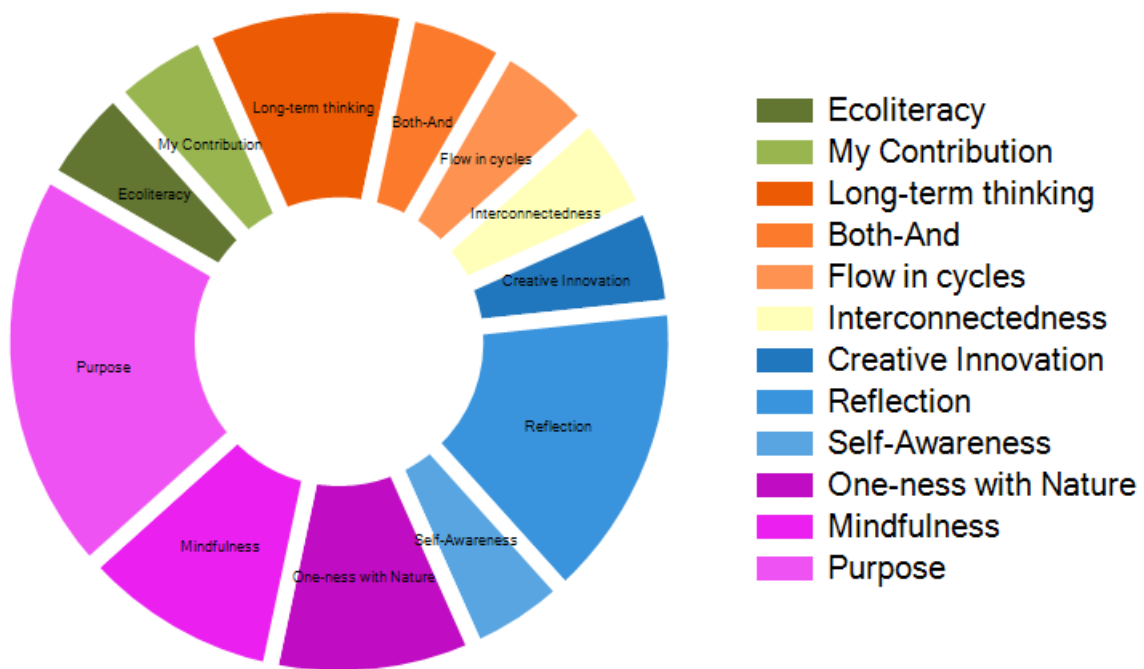 Long-term thinking
Both-And
My Contribution
Flow in cycles
Ecoliteracy
Interconnectedness
Creative Innovation
Purpose
Reflection
Self-Awareness
Mindfulness
One-ness with Nature
Ecoliteracy
My Contribution
Long-term thinking
Both-And
Flow in cycles
Interconnectedness
Creative Innovation
Reflection
Self-Awareness
One-ness with Nature
Mindfulness
Purpose